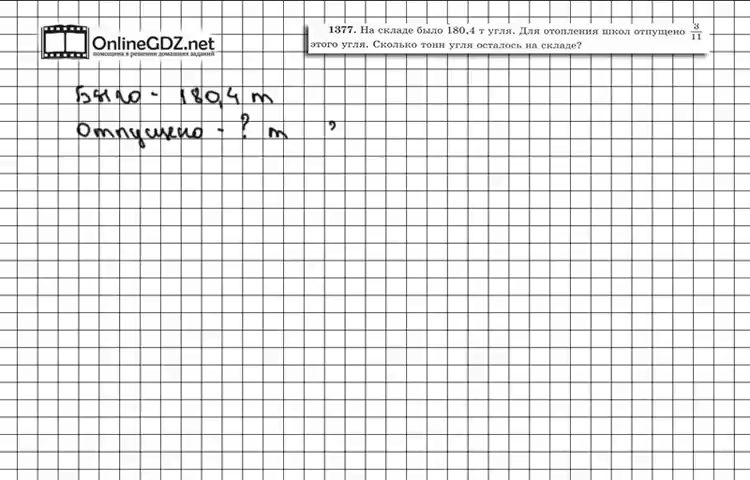 OnlineGDZ.net
помощник в решении домашних заданий
1377. На складе было 180,4 т угля. Для отопления школ отпущено 3/11
этого угля. Сколько тонн угля осталось на складе?
Было - 180,4 т
Отпущено - ? т ,